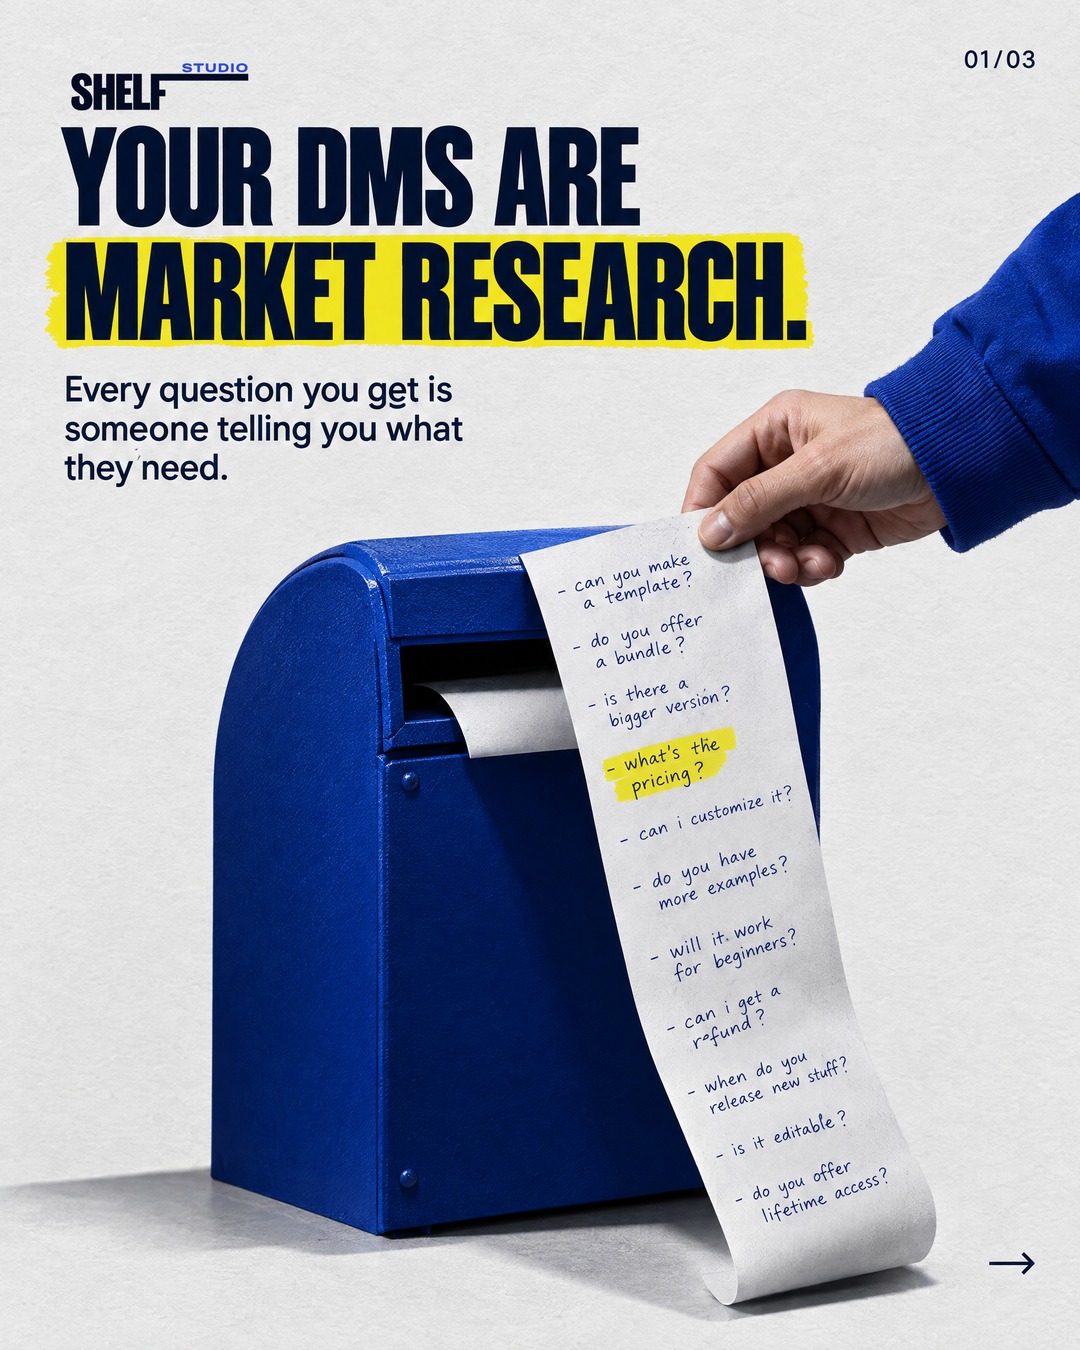 STUDIO
SHELF
01/03
YOUR DMS ARE
MARKET RESEARCH.
Every question you get is
someone telling you what
they need.
- can you make
a template?
- do you offer
a bundle?
- is there a
bigger version?
- what's the
pricing?
- can i customize it?
- do you have
more examples?
- will it work
for beginners?
- can i get a
refund?
- when do you
release new stuff?
- is it editable?
- do you offer
lifetime access?
→